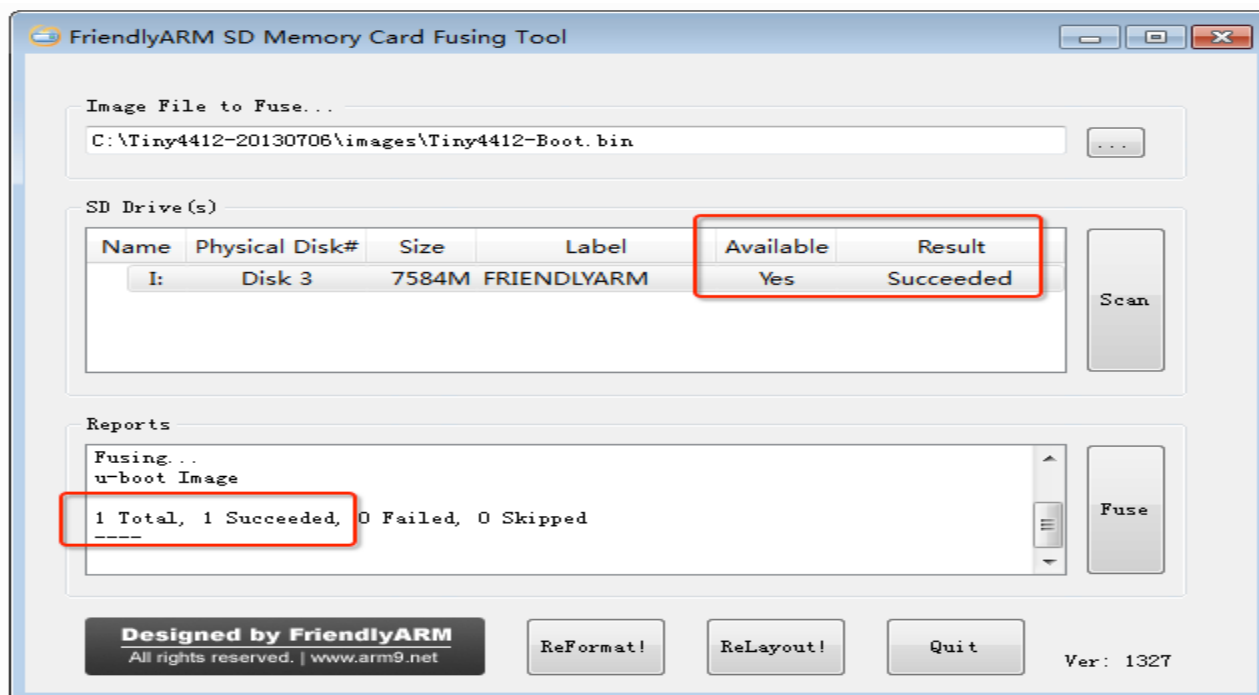 FriendlyARM SD Memory Card Fusing Tool
Image File to Fuse...
C:\Tiny4412-20130706\images\Tiny4412-Boot.bin
...
SD Drive(s)
Name Physical Disk# Size Label Available Result
I: Disk 3 7584M FRIENDLYARM Yes Succeeded
Scan
Reports
Fusing...
u-boot Image
1 Total, 1 Succeeded, 0 Failed, 0 Skipped
----
Fuse
Designed by FriendlyARM
All rights reserved. | www.arm9.net
ReFormat!
ReLayout!
Quit
Ver: 1327